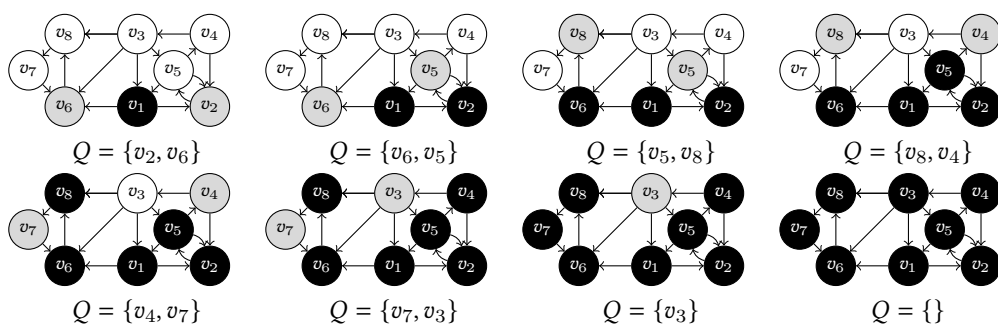 v₈ v₃ v₄ v₈ v₃ v₄ v₈ v₃ v₄ v₈ v₃ v₄
v₇ v₅ v₇ v₅ v₇ v₅ v₇ v₅
v₆ v₁ v₂ v₆ v₁ v₂ v₆ v₁ v₂ v₆ v₁ v₂
Q = {v₂, v₆} Q = {v₆, v₅} Q = {v₅, v₈} Q = {v₈, v₄}
v₈ v₃ v₄ v₈ v₃ v₄ v₈ v₃ v₄ v₈ v₃ v₄
v₇ v₅ v₇ v₅ v₇ v₅ v₇ v₅
v₆ v₁ v₂ v₆ v₁ v₂ v₆ v₁ v₂ v₆ v₁ v₂
Q = {v₄, v₇} Q = {v₇, v₃} Q = {v₃} Q = {}